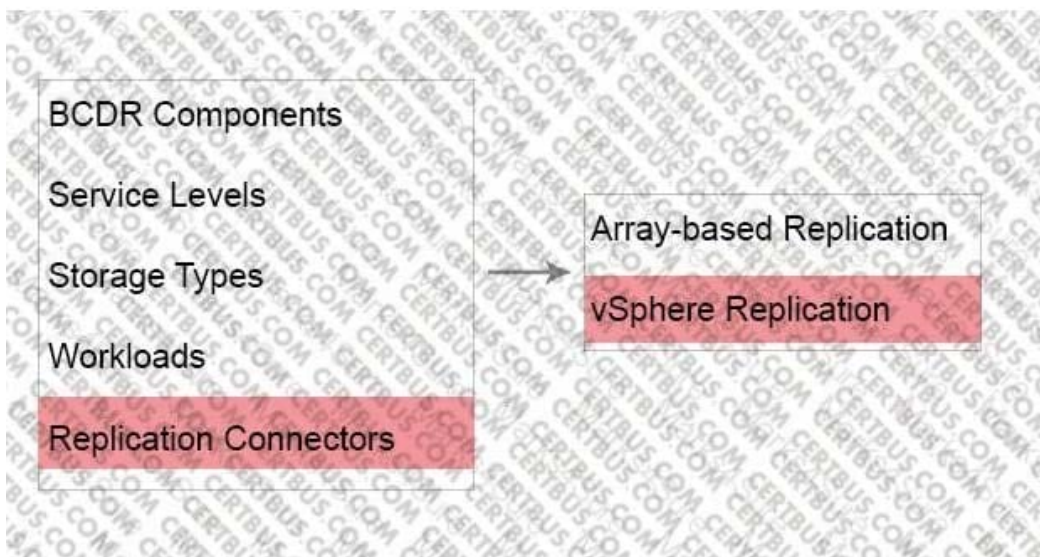 BCDR Components
Service Levels
Storage Types
Workloads
Replication Connectors
Array-based Replication
vSphere Replication